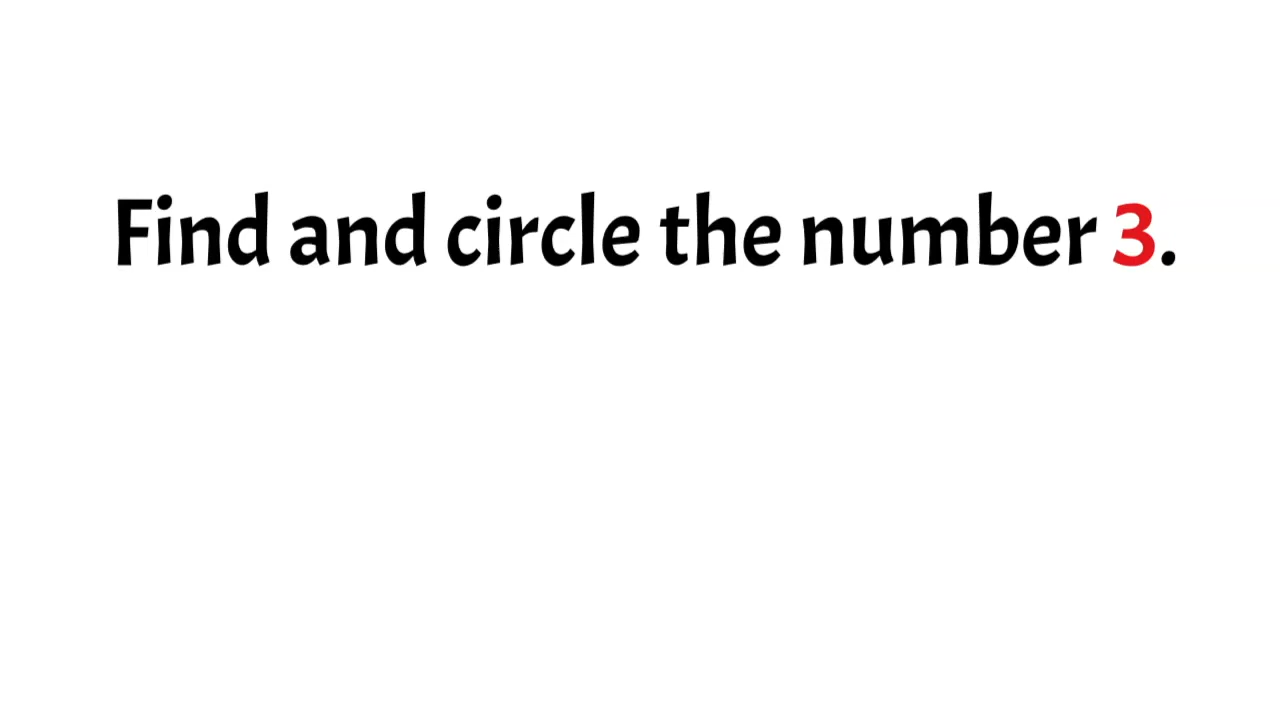 Find and circle the number 3.